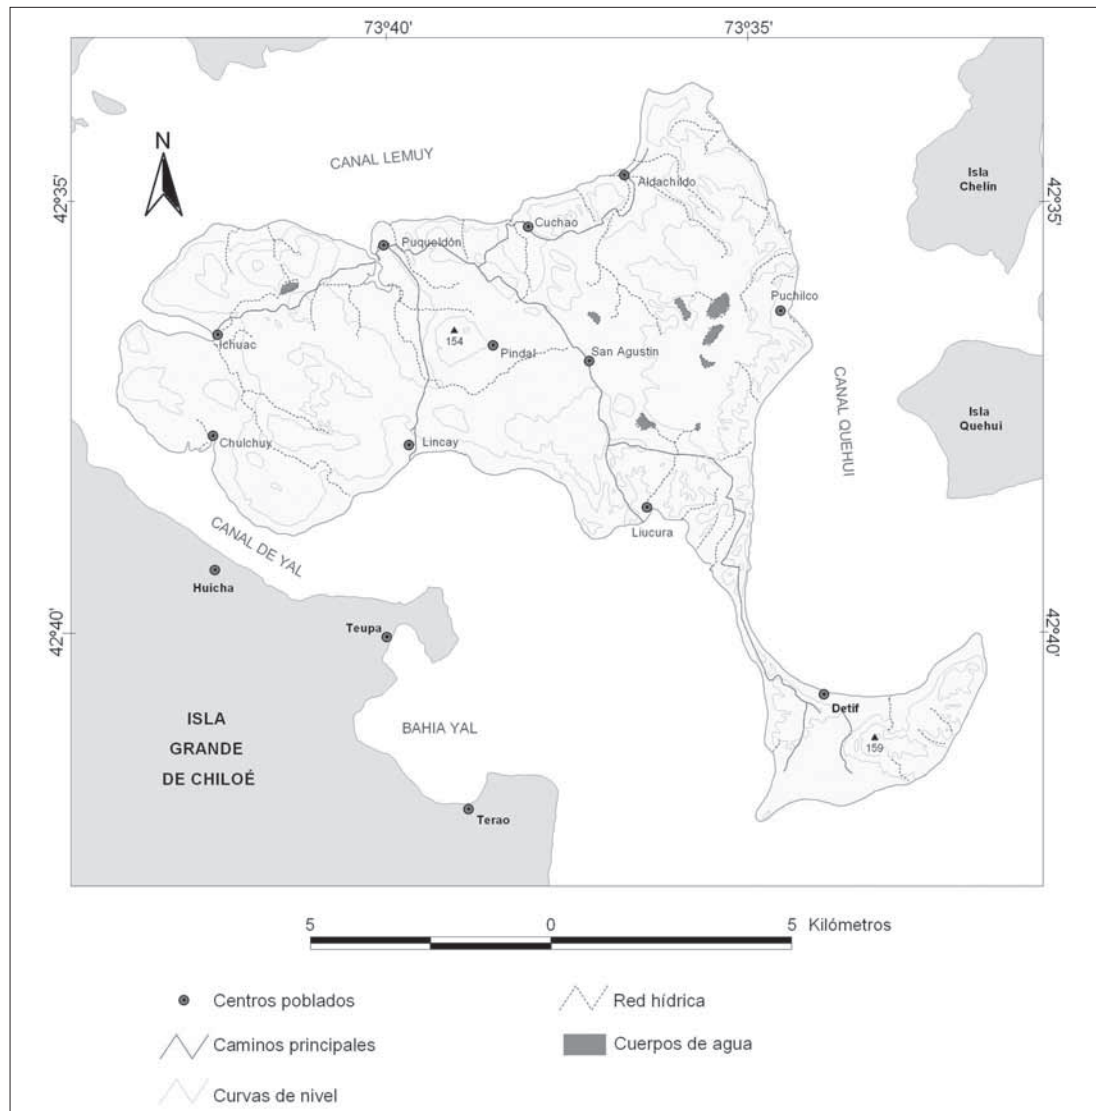 73º40'
73º35'
N
CANAL LEMUY
Aldachildo
Isla
Chelín
42º35'
42º35'
Cuchao
Puqueldón
Puchilco
Ichuac
154
Pindal
San Agustín
CANAL QUEHUI
Isla
Quehui
Chulchuy
Lincay
CANAL DE YAL
Liucura
Huicha
Teupa
42º40'
42º40'
Detif
ISLA
GRANDE
DE CHILOÉ
BAHIA YAL
159
Terao
5
0
5
Kilómetros
Centros poblados
Red hídrica
Caminos principales
Cuerpos de agua
Curvas de nivel